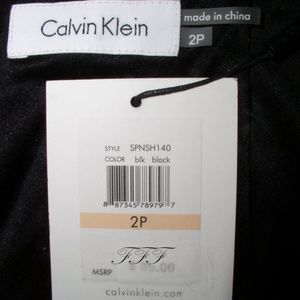 Calvin Klein
made in china
2P
STYLE SPNSH140
COLOR blk black
8 87345 78979 7
2P
FFF
MSRP
calvinklein.com